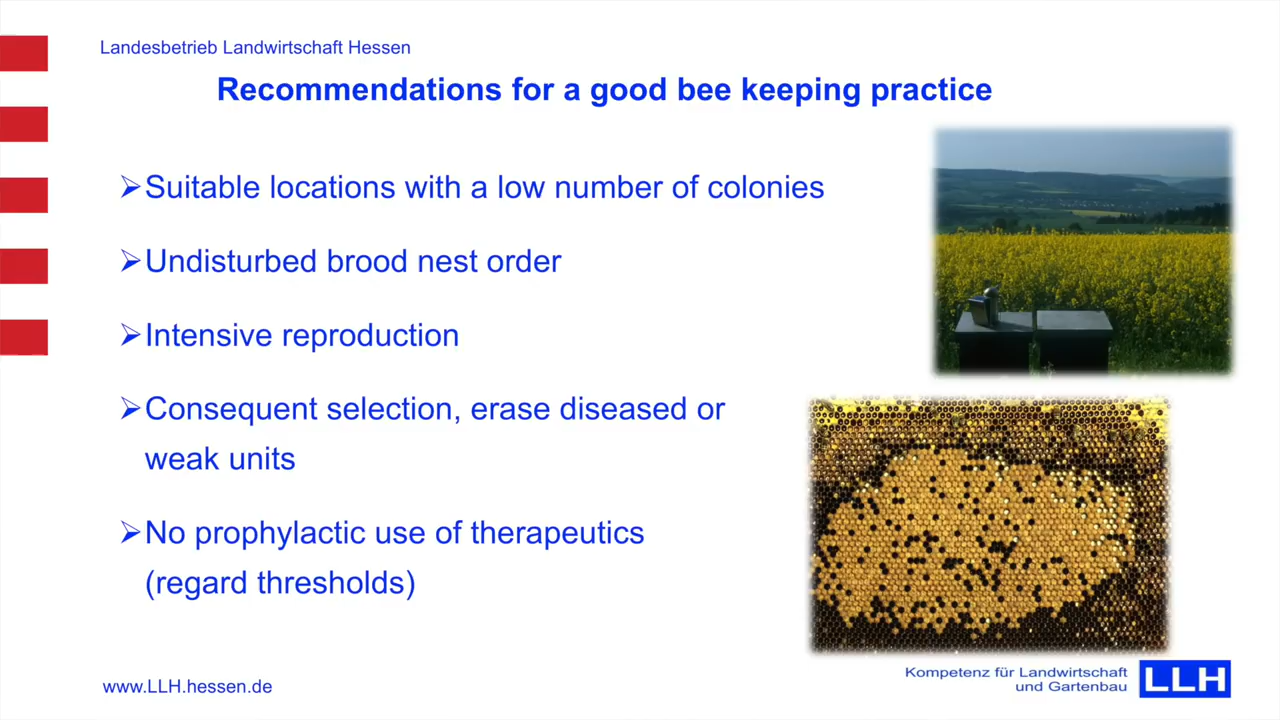 Landesbetrieb Landwirtschaft Hessen
Recommendations for a good bee keeping practice
➢Suitable locations with a low number of colonies
➢Undisturbed brood nest order
➢Intensive reproduction
➢Consequent selection, erase diseased or
weak units
➢No prophylactic use of therapeutics
(regard thresholds)
www.LLH.hessen.de
Kompetenz für Landwirtschaft
und Gartenbau
LLH